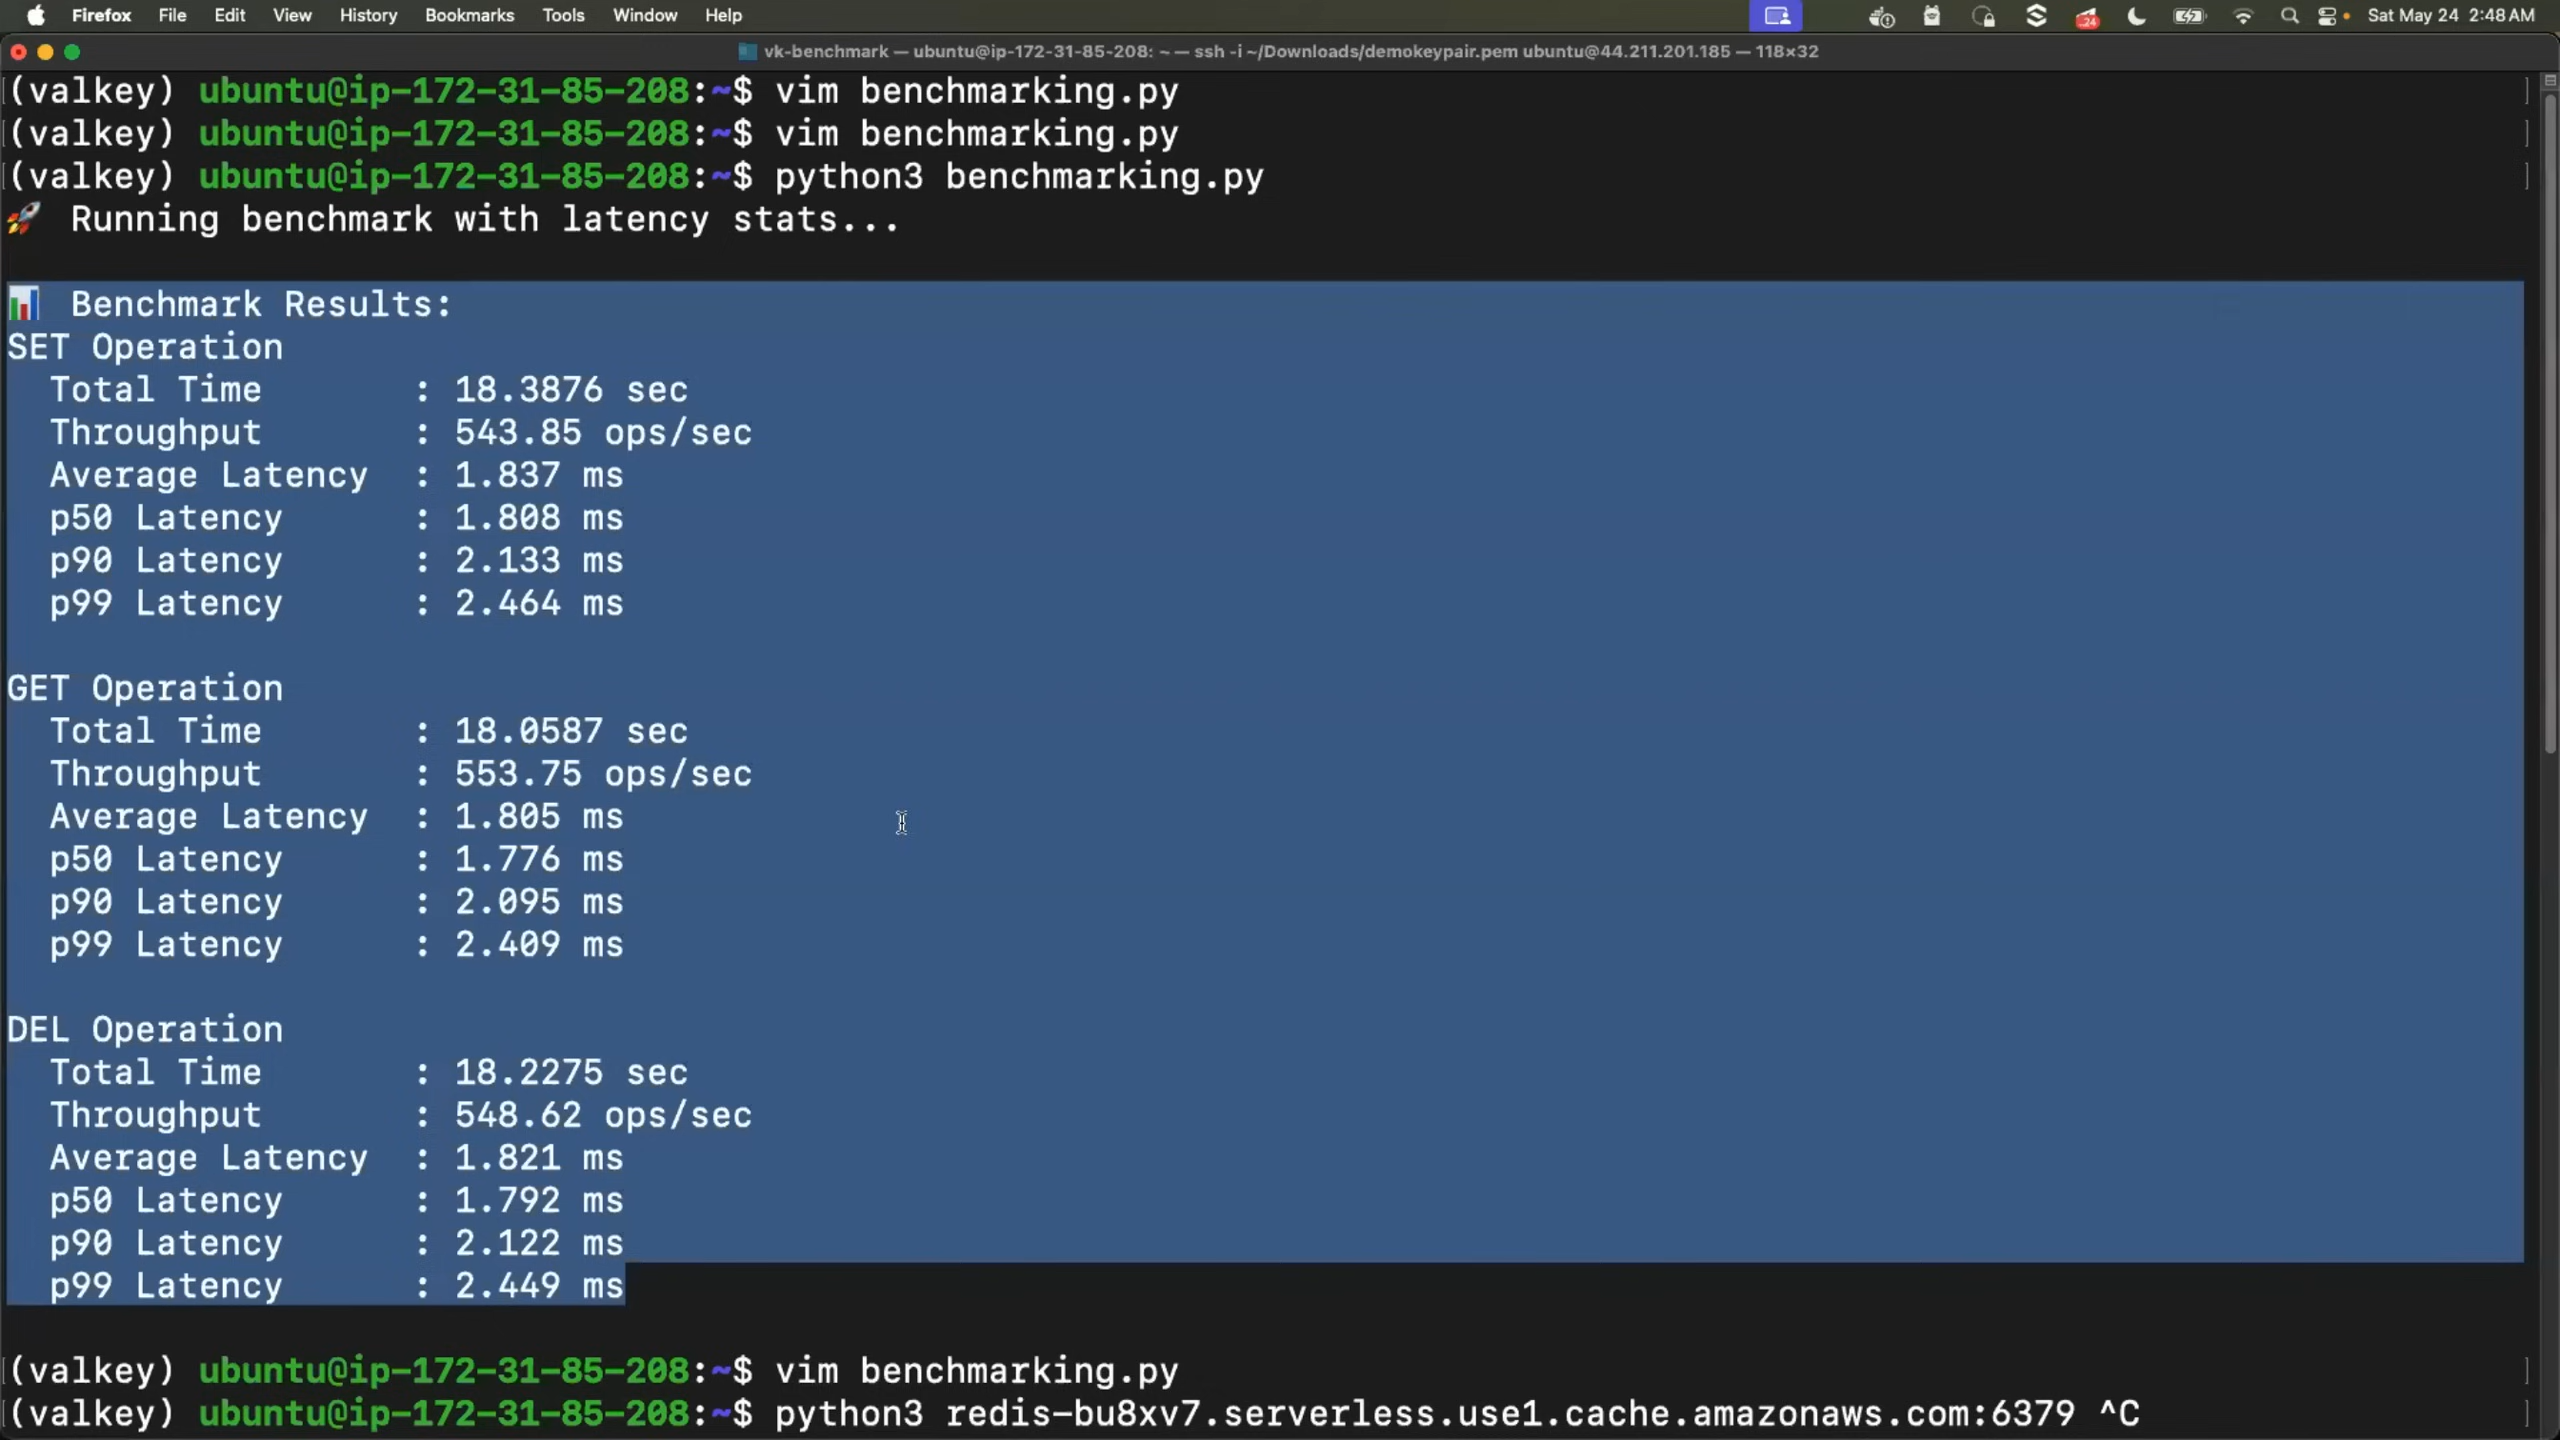 Firefox File Edit View History Bookmarks Tools Window Help 24 Sat May 24 2:48 AM
vk-benchmark — ubuntu@ip-172-31-85-208: ~ — ssh -i ~/Downloads/demokeypair.pem ubuntu@44.211.201.185 — 118×32
(valkey) ubuntu@ip-172-31-85-208:~$ vim benchmarking.py
(valkey) ubuntu@ip-172-31-85-208:~$ vim benchmarking.py
(valkey) ubuntu@ip-172-31-85-208:~$ python3 benchmarking.py
🚀 Running benchmark with latency stats...
📊 Benchmark Results:
SET Operation
Total Time : 18.3876 sec
Throughput : 543.85 ops/sec
Average Latency : 1.837 ms
p50 Latency : 1.808 ms
p90 Latency : 2.133 ms
p99 Latency : 2.464 ms
GET Operation
Total Time : 18.0587 sec
Throughput : 553.75 ops/sec
Average Latency : 1.805 ms
p50 Latency : 1.776 ms
p90 Latency : 2.095 ms
p99 Latency : 2.409 ms
DEL Operation
Total Time : 18.2275 sec
Throughput : 548.62 ops/sec
Average Latency : 1.821 ms
p50 Latency : 1.792 ms
p90 Latency : 2.122 ms
p99 Latency : 2.449 ms
(valkey) ubuntu@ip-172-31-85-208:~$ vim benchmarking.py
(valkey) ubuntu@ip-172-31-85-208:~$ python3 redis-bu8xv7.serverless.use1.cache.amazonaws.com:6379 ^C